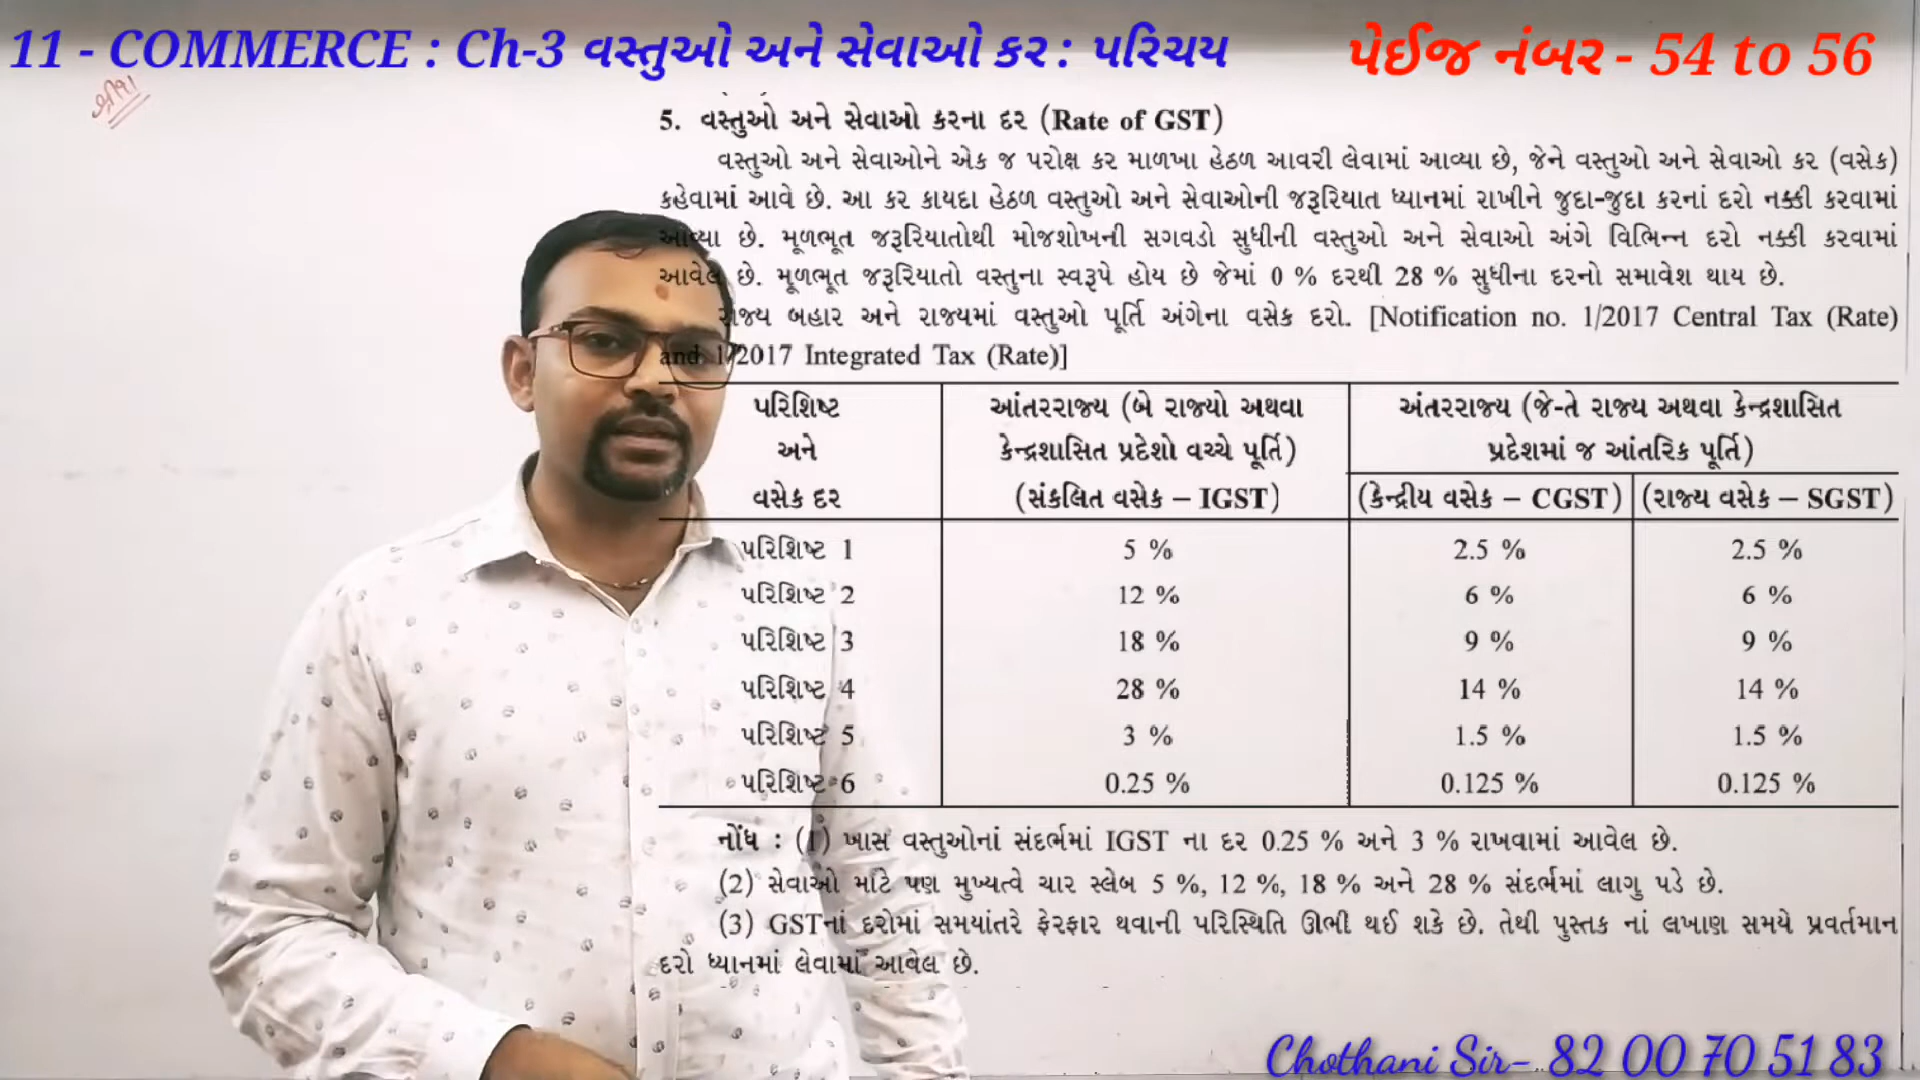 11 - COMMERCE : Ch-3 વસ્તુઓ અને સેવાઓ કર : પરિચય
પેઈજ નંબર - 54 to 56
શ્રી૧ા
5. વસ્તુઓ અને સેવાઓ કરના દર (Rate of GST)
વસ્તુઓ અને સેવાઓને એક જ પરોક્ષ કર માળખા હેઠળ આવરી લેવામાં આવ્યા છે, જેને વસ્તુઓ અને સેવાઓ કર (વસેક)
કહેવામાં આવે છે. આ કર કાયદા હેઠળ વસ્તુઓ અને સેવાઓની જરૂરિયાત ધ્યાનમાં રાખીને જુદા-જુદા કરનાં દરો નક્કી કરવામાં
આવ્યા છે. મૂળભૂત જરૂરિયાતોથી મોજશોખની સગવડો સુધીની વસ્તુઓ અને સેવાઓ અંગે વિભિન્ન દરો નક્કી કરવામાં
આવેલ છે. મૂળભૂત જરૂરિયાતો વસ્તુના સ્વરૂપે હોય છે જેમાં 0 % દરથી 28 % સુધીના દરનો સમાવેશ થાય છે.
રાજ્ય બહાર અને રાજ્યમાં વસ્તુઓ પૂર્તિ અંગેના વસેક દરો. [Notification no. 1/2017 Central Tax (Rate)
and 1/2017 Integrated Tax (Rate)]
પરિશિષ્ટ આંતરરાજ્ય (બે રાજ્યો અથવા અંતરરાજ્ય (જે-તે રાજ્ય અથવા કેન્દ્રશાસિત
અને કેન્દ્રશાસિત પ્રદેશો વચ્ચે પૂર્તિ) પ્રદેશમાં જ આંતરિક પૂર્તિ)
વસેક દર (સંકલિત વસેક – IGST) (કેન્દ્રીય વસેક – CGST) (રાજ્ય વસેક – SGST)
પરિશિષ્ટ 1 5 % 2.5 % 2.5 %
પરિશિષ્ટ 2 12 % 6 % 6 %
પરિશિષ્ટ 3 18 % 9 % 9 %
પરિશિષ્ટ 4 28 % 14 % 14 %
પરિશિષ્ટ 5 3 % 1.5 % 1.5 %
પરિશિષ્ટ 6 0.25 % 0.125 % 0.125 %
નોંધ : (1) ખાસ વસ્તુઓનાં સંદર્ભમાં IGST ના દર 0.25 % અને 3 % રાખવામાં આવેલ છે.
(2) સેવાઓ માટે પણ મુખ્યત્વે ચાર સ્લેબ 5 %, 12 %, 18 % અને 28 % સંદર્ભમાં લાગુ પડે છે.
(3) GSTનાં દરોમાં સમયાંતરે ફેરફાર થવાની પરિસ્થિતિ ઊભી થઈ શકે છે. તેથી પુસ્તક નાં લખાણ સમયે પ્રવર્તમાન
દરો ધ્યાનમાં લેવામાં આવેલ છે.
Chothani Sir- 82 00 70 51 83